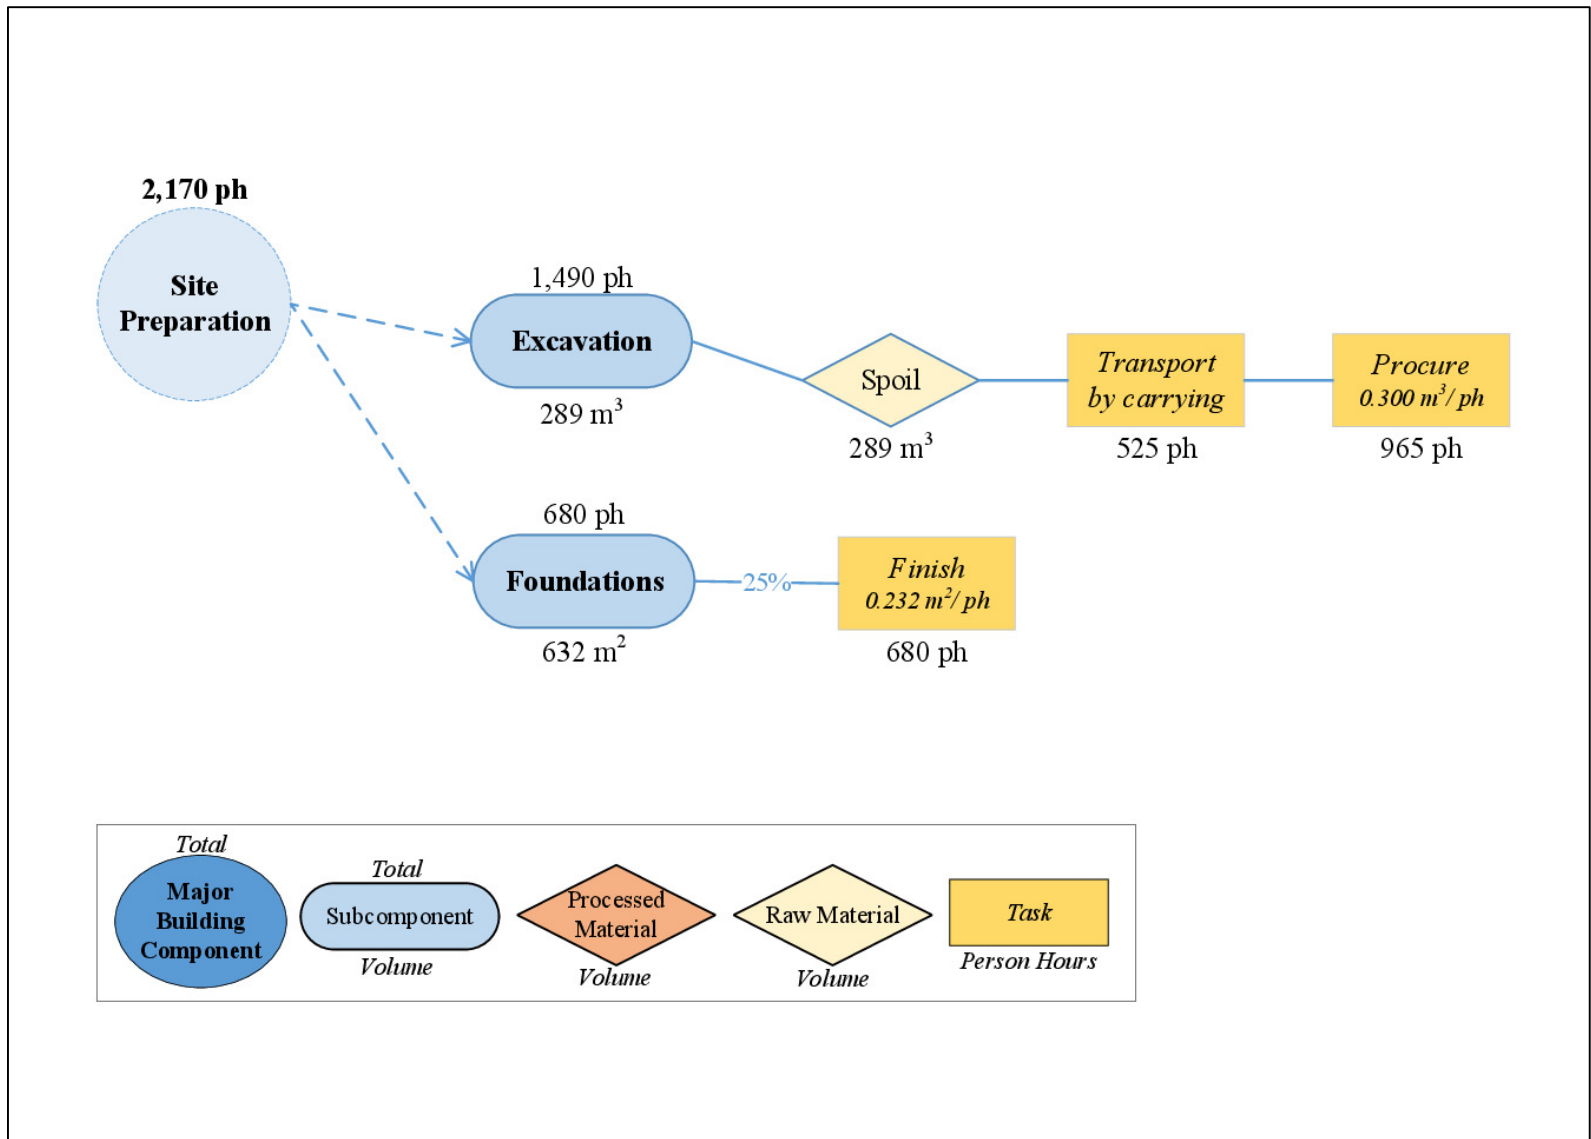 2,170 ph
Site
Preparation
1,490 ph
Excavation
289 m³
Spoil
289 m³
Transport
by carrying
525 ph
Procure
0.300 m³/ ph
965 ph
680 ph
Foundations
632 m²
25%
Finish
0.232 m²/ ph
680 ph
Total
Major
Building
Component
Total
Subcomponent
Volume
Processed
Material
Volume
Raw Material
Volume
Task
Person Hours